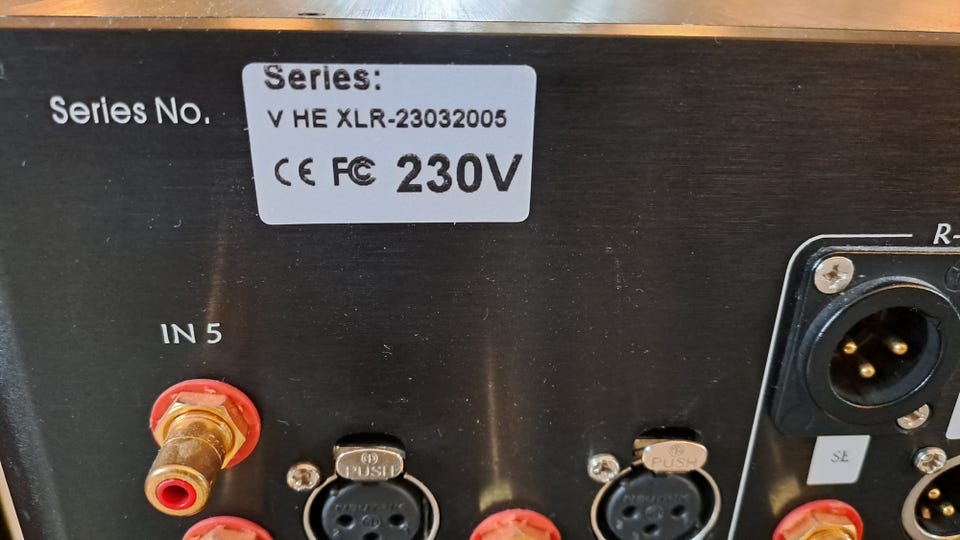 Series No.
Series:
V HE XLR-23032005
CE FC 230V
R-
IN 5
PUSH
PUSH
SE